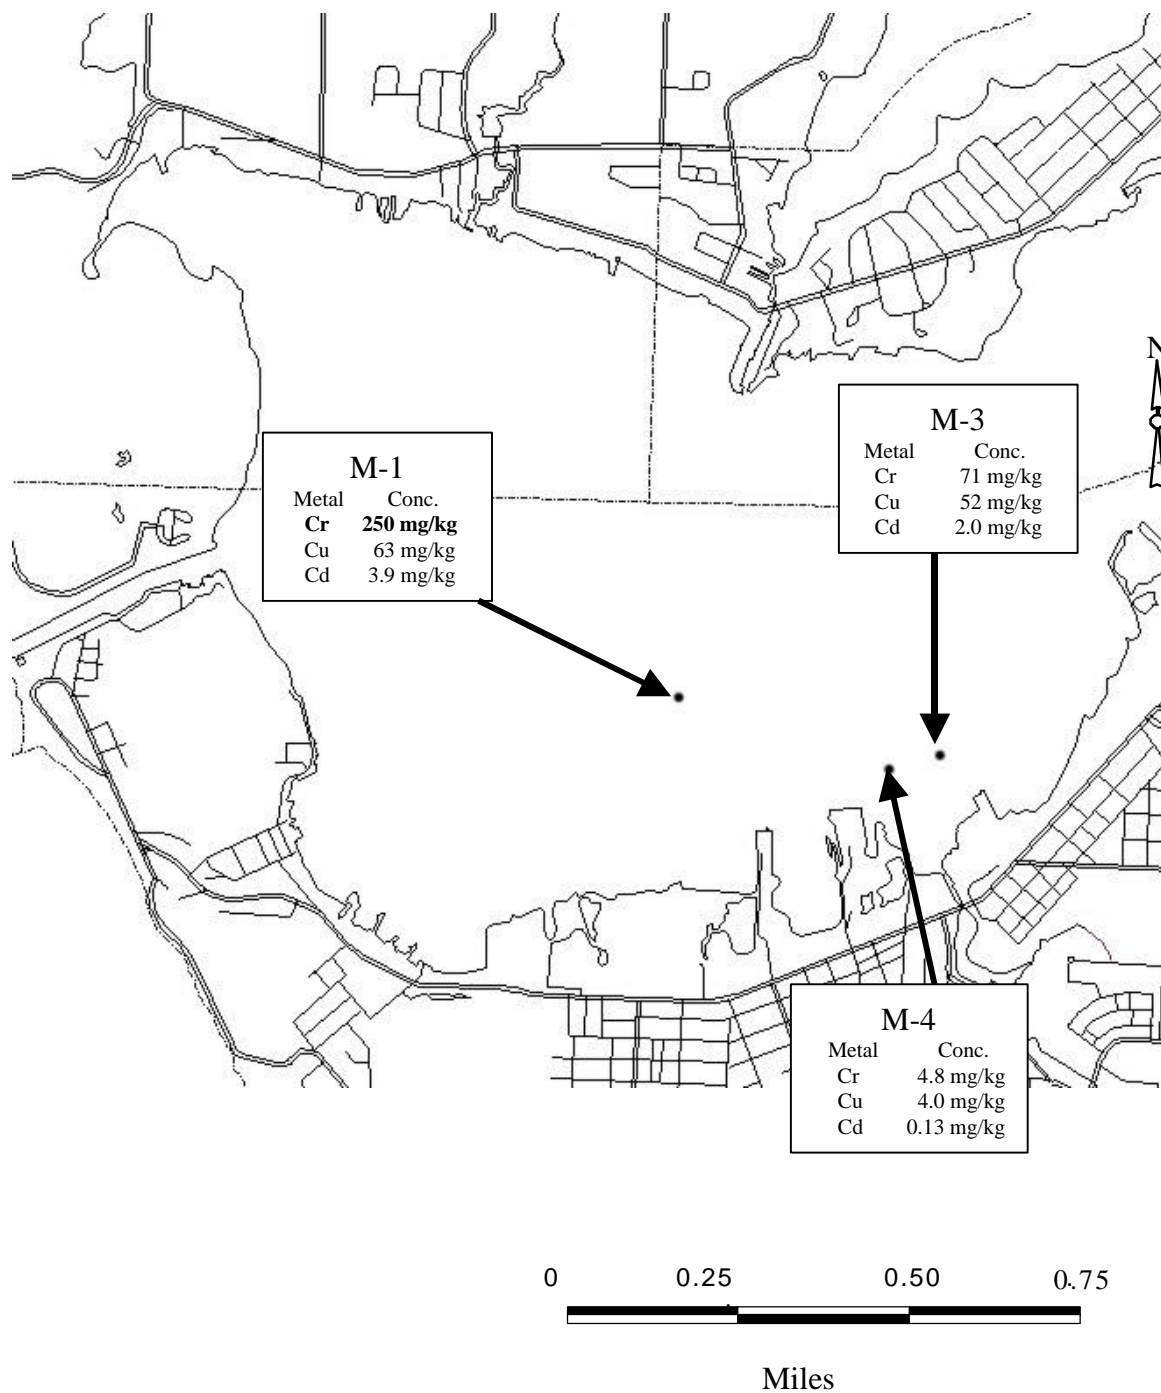 N
M-3
Metal Conc.
Cr 71 mg/kg
Cu 52 mg/kg
Cd 2.0 mg/kg
M-1
Metal Conc.
Cr 250 mg/kg
Cu 63 mg/kg
Cd 3.9 mg/kg
M-4
Metal Conc.
Cr 4.8 mg/kg
Cu 4.0 mg/kg
Cd 0.13 mg/kg
0 0.25 0.50 0.75
Miles